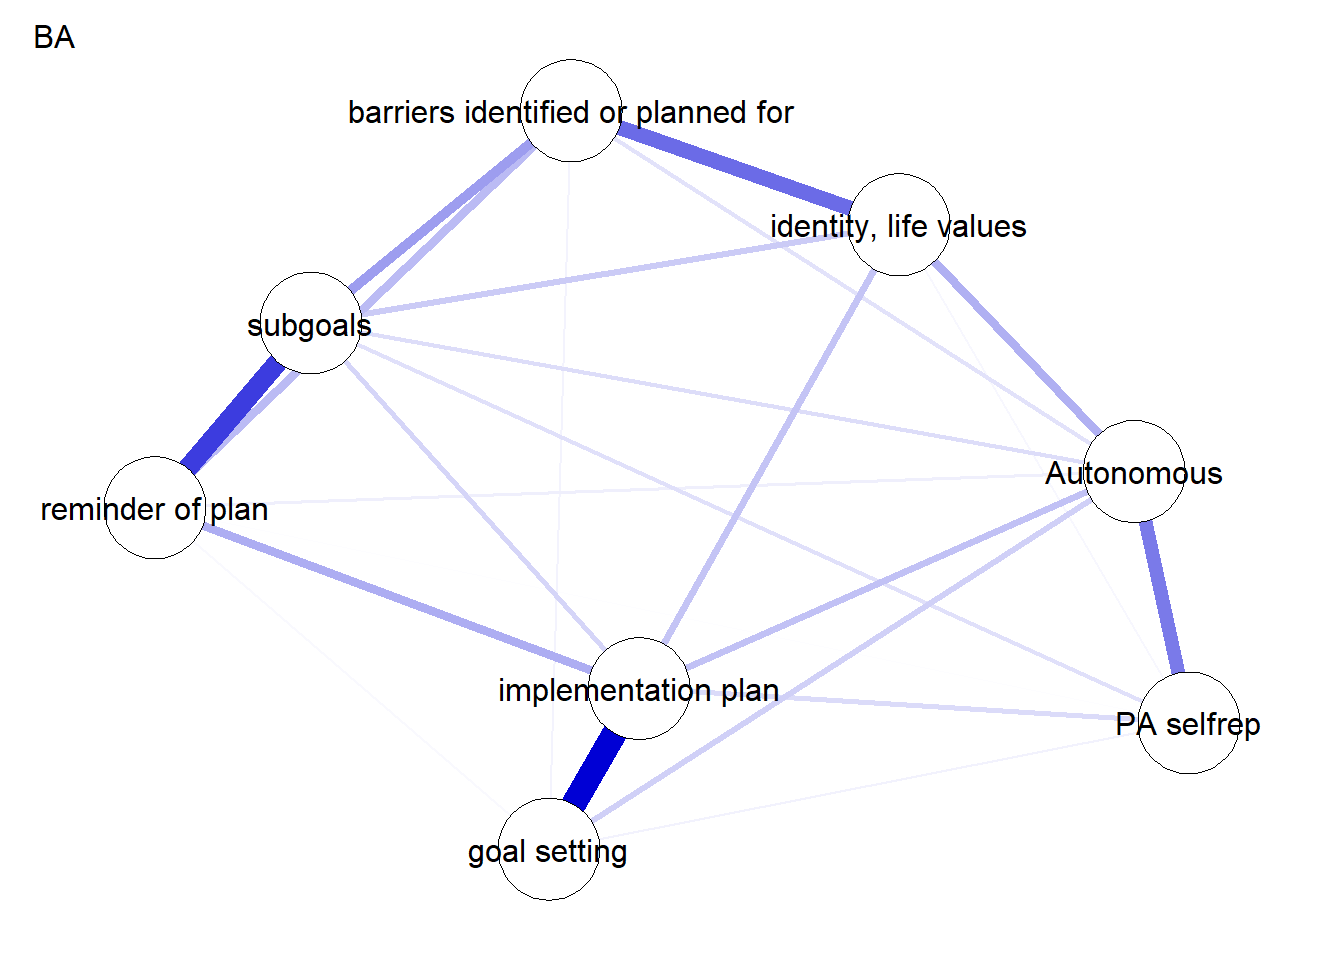 BA
barriers identified or planned for
identity, life values
subgoals
Autonomous
reminder of plan
implementation plan
PA selfrep
goal setting